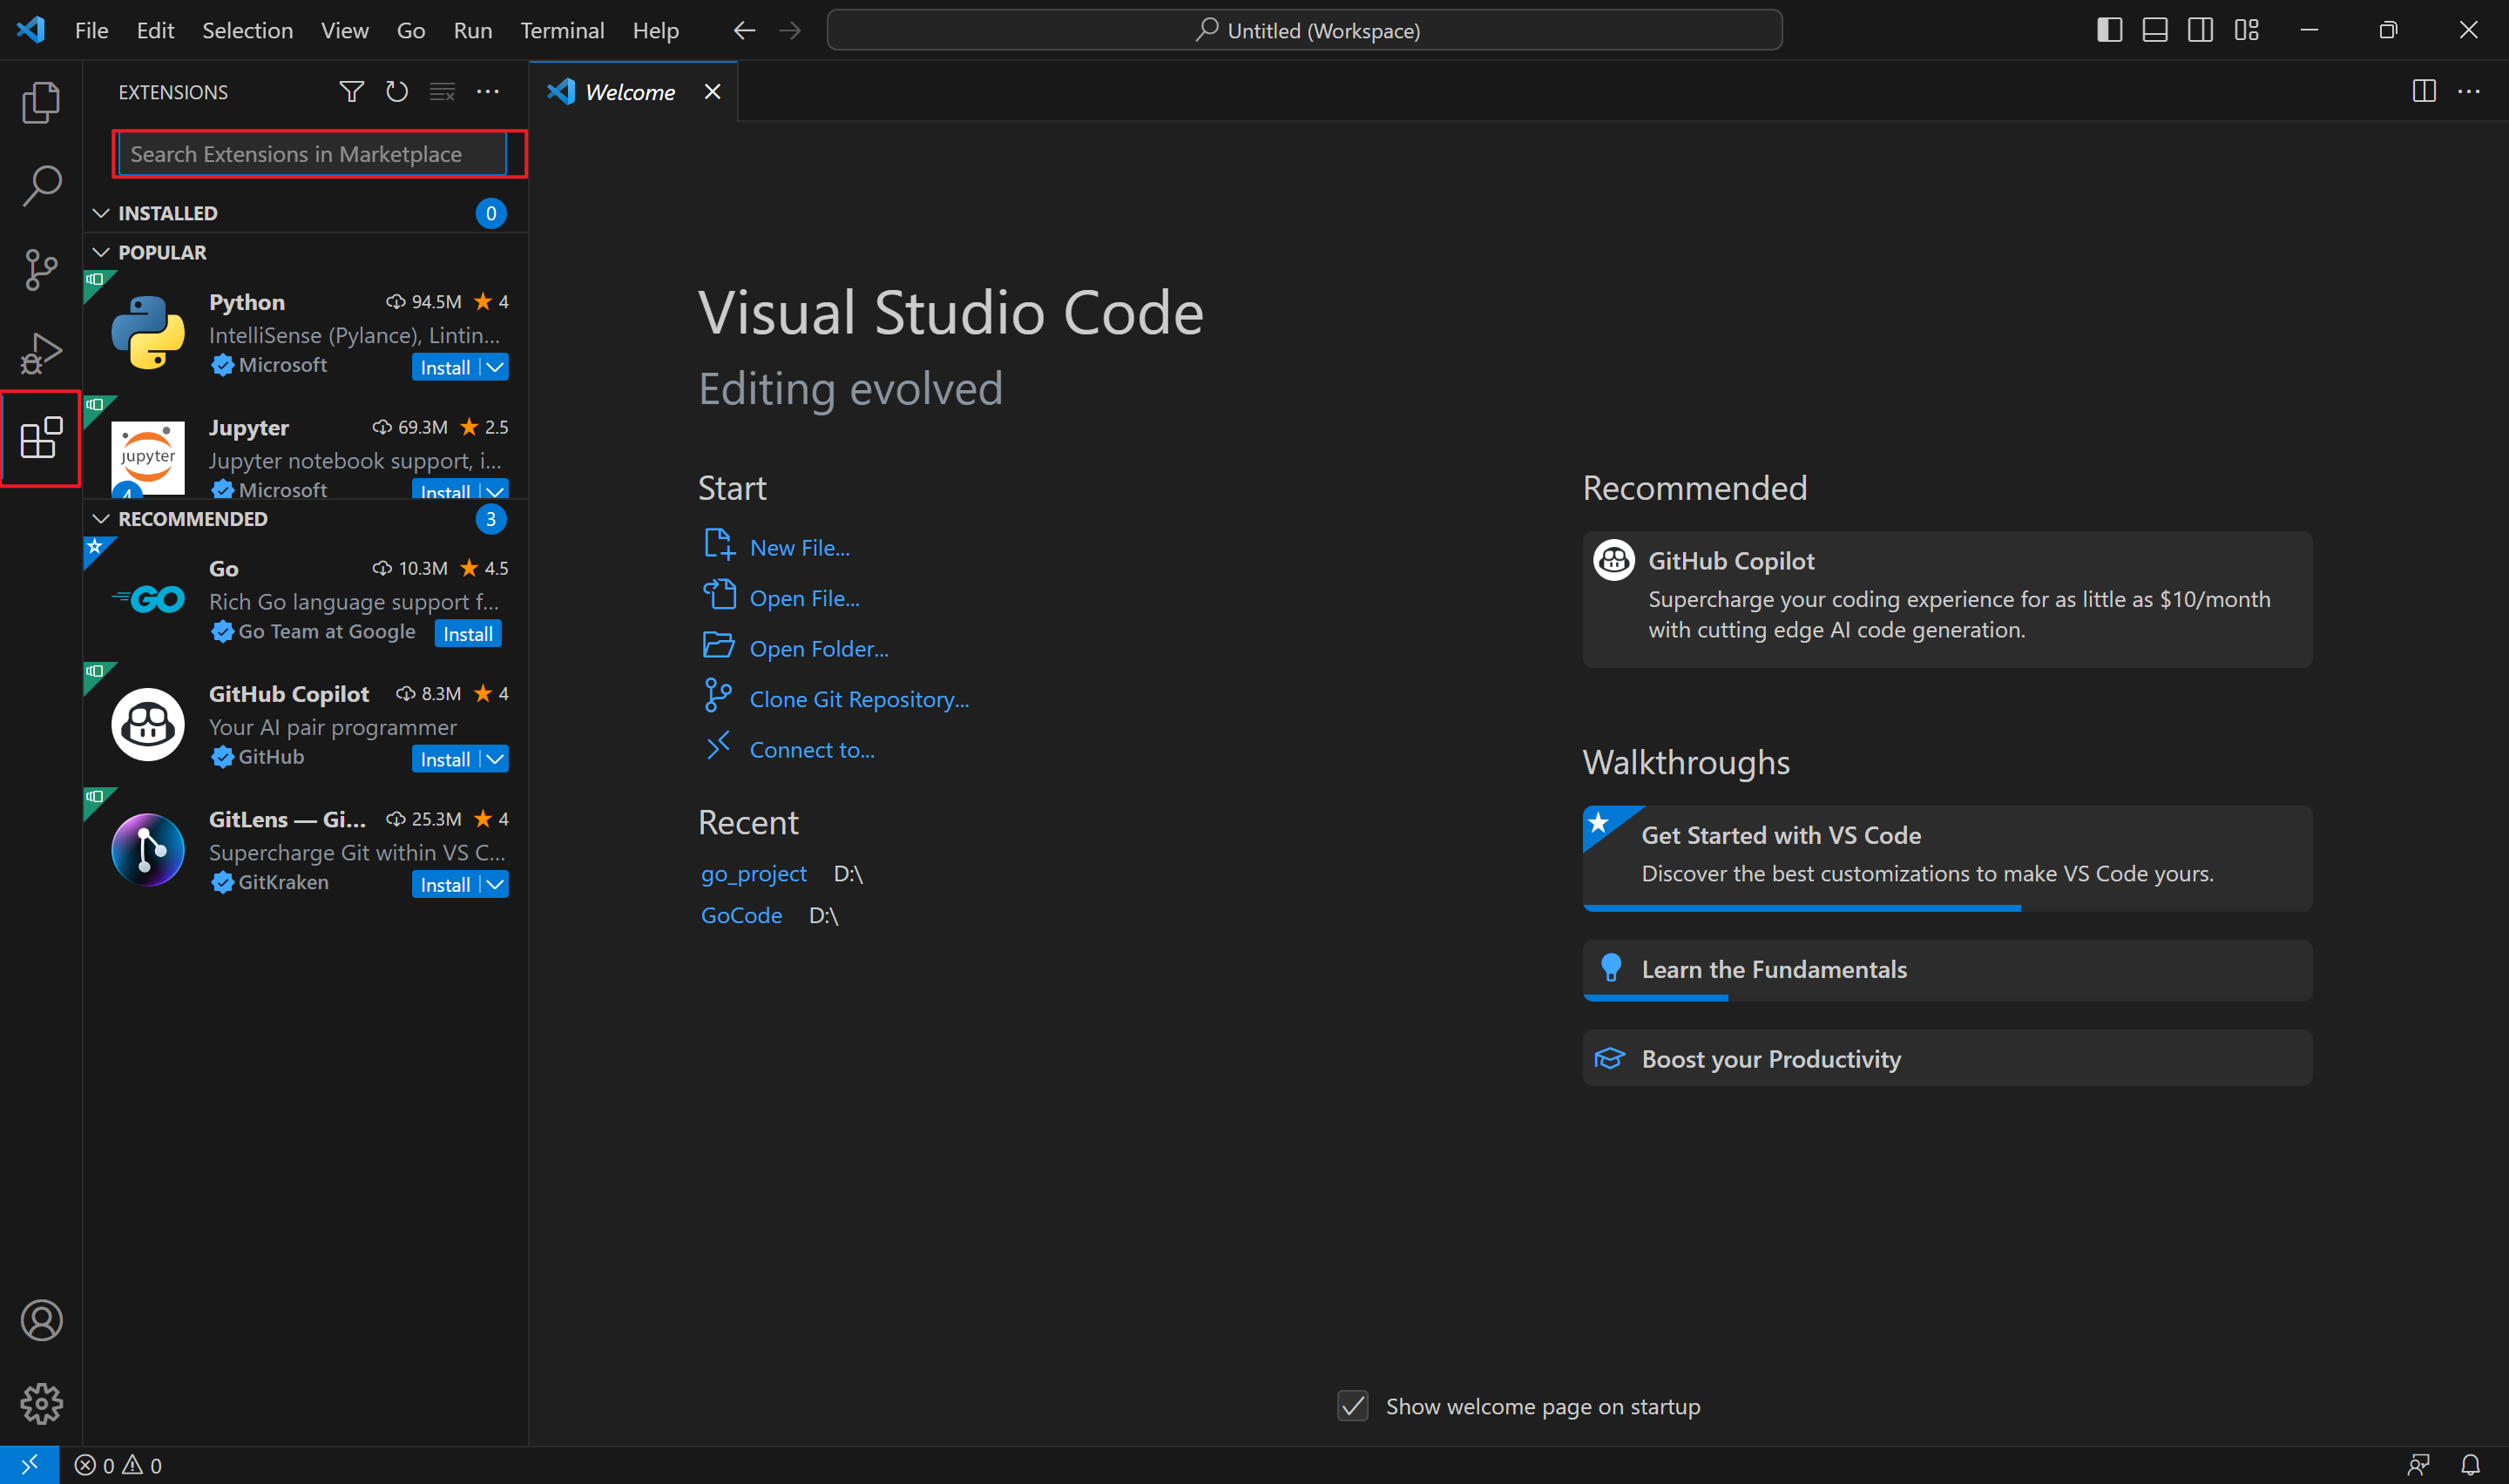 File Edit Selection View Go Run Terminal Help Untitled (Workspace)
EXTENSIONS
Welcome
Search Extensions in Marketplace
INSTALLED 0
POPULAR
Python 94.5M 4
IntelliSense (Pylance), Lintin...
Microsoft Install
Jupyter 69.3M 2.5
jupyter
Jupyter notebook support, i...
4
Microsoft Install
RECOMMENDED 3
Go 10.3M 4.5
GO
Rich Go language support f...
Go Team at Google Install
GitHub Copilot 8.3M 4
Your AI pair programmer
GitHub Install
GitLens — Gi... 25.3M 4
Supercharge Git within VS C...
GitKraken Install
Visual Studio Code
Editing evolved
Start
New File...
Open File...
Open Folder...
Clone Git Repository...
Connect to...
Recent
go_project D:\
GoCode D:\
Recommended
GitHub Copilot
Supercharge your coding experience for as little as $10/month
with cutting edge AI code generation.
Walkthroughs
Get Started with VS Code
Discover the best customizations to make VS Code yours.
Learn the Fundamentals
Boost your Productivity
Show welcome page on startup
0 0